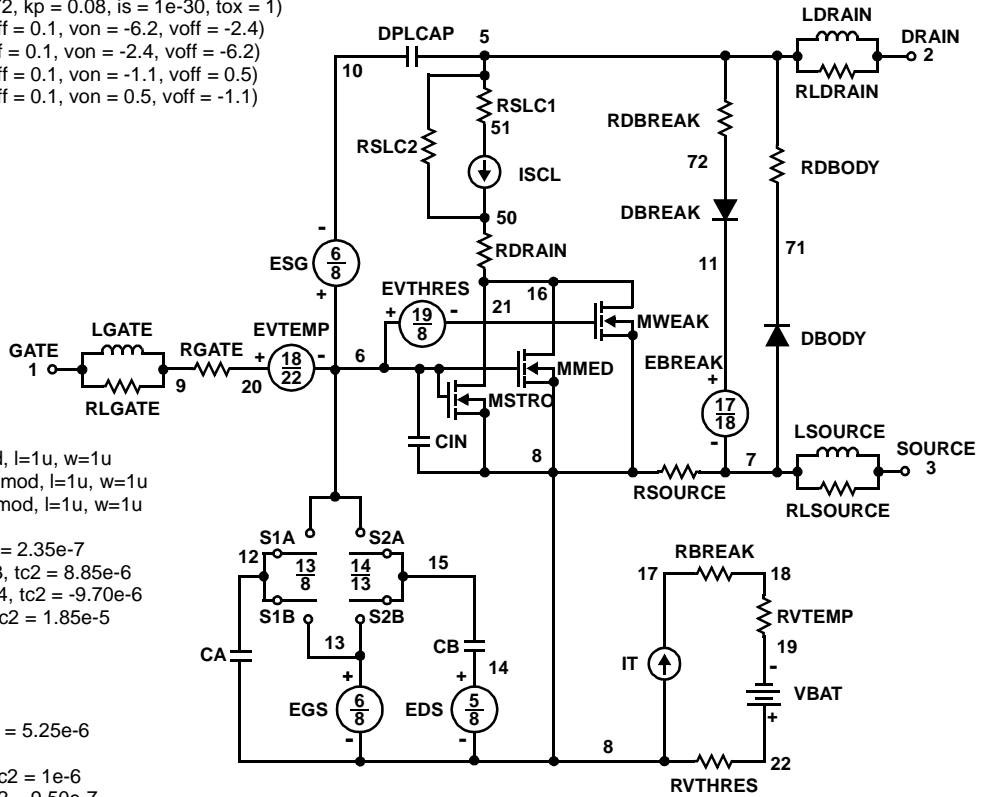 2, kp = 0.08, is = 1e-30, tox = 1)
ff = 0.1, von = -6.2, voff = -2.4)
f = 0.1, von = -2.4, voff = -6.2)
ff = 0.1, von = -1.1, voff = 0.5)
ff = 0.1, von = 0.5, voff = -1.1)
LDRAIN
DPLCAP
5
DRAIN
2
10
RLDRAIN
RSLC1
51
RDBREAK
RSLC2
72
RDBODY
ISCL
DBREAK
50
RDRAIN
71
11
ESG
6
8
-
+
EVTHRES
16
21
+
19
8
-
MWEAK
LGATE
EVTEMP
GATE
1
RGATE
+
18
22
-
6
MMED
EBREAK
DBODY
9
20
RLGATE
MSTRO
+
17
18
-
CIN
LSOURCE
8
7
SOURCE
3
RSOURCE
RLSOURCE
d, l=1u, w=1u
mod, l=1u, w=1u
mod, l=1u, w=1u
= 2.35e-7
, tc2 = 8.85e-6
4, tc2 = -9.70e-6
c2 = 1.85e-5
S1A
S2A
12
13
8
14
13
15
S1B
S2B
13
CA
CB
14
+
EGS
6
8
-
+
EDS
5
8
-
RBREAK
17
18
RVTEMP
19
IT
-
VBAT
+
8
22
RVTHRES
= 5.25e-6
c2 = 1e-6